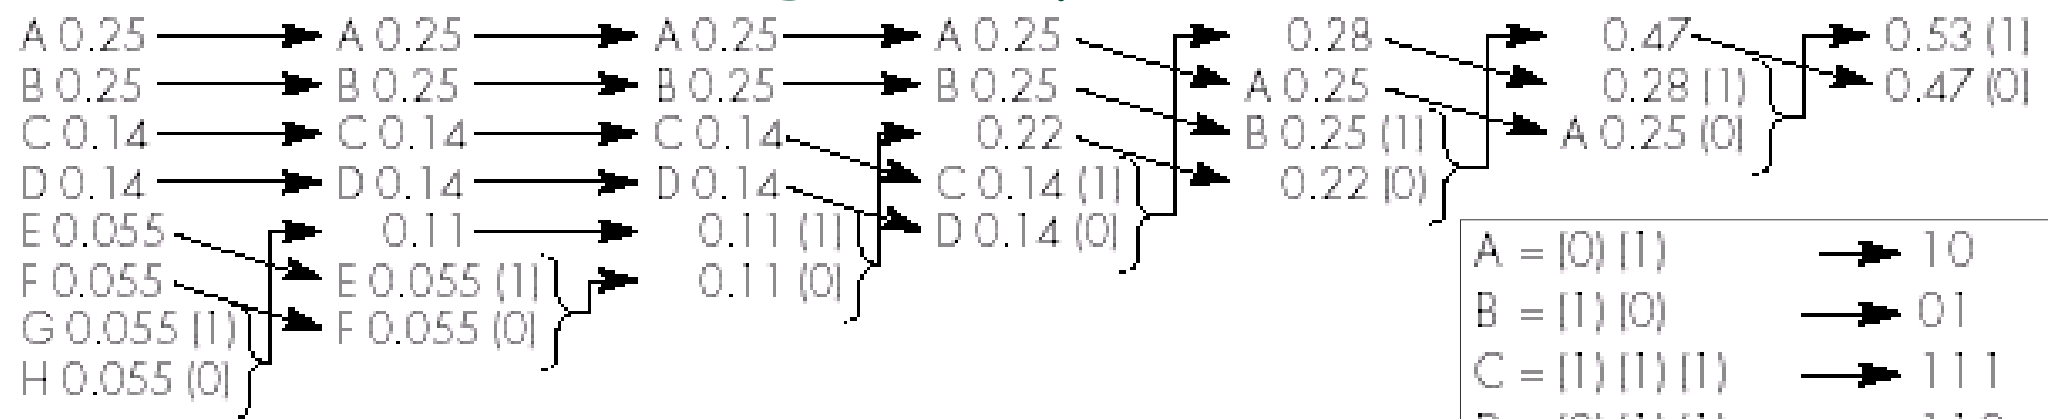 A 0.25 A 0.25 A 0.25 A 0.25 0.28 0.47 0.53 (1)
B 0.25 B 0.25 B 0.25 B 0.25 A 0.25 0.28 (1) 0.47 (0)
C 0.14 C 0.14 C 0.14 0.22 B 0.25 (1) A 0.25 (0)
D 0.14 D 0.14 D 0.14 C 0.14 (1) 0.22 (0)
E 0.055 0.11 0.11 (1) D 0.14 (0)
F 0.055 E 0.055 (1) 0.11 (0)
G 0.055 (1) F 0.055 (0)
H 0.055 (0)
A = (0) (1) 10
B = (1) (0) 01
C = (1) (1) (1) 111